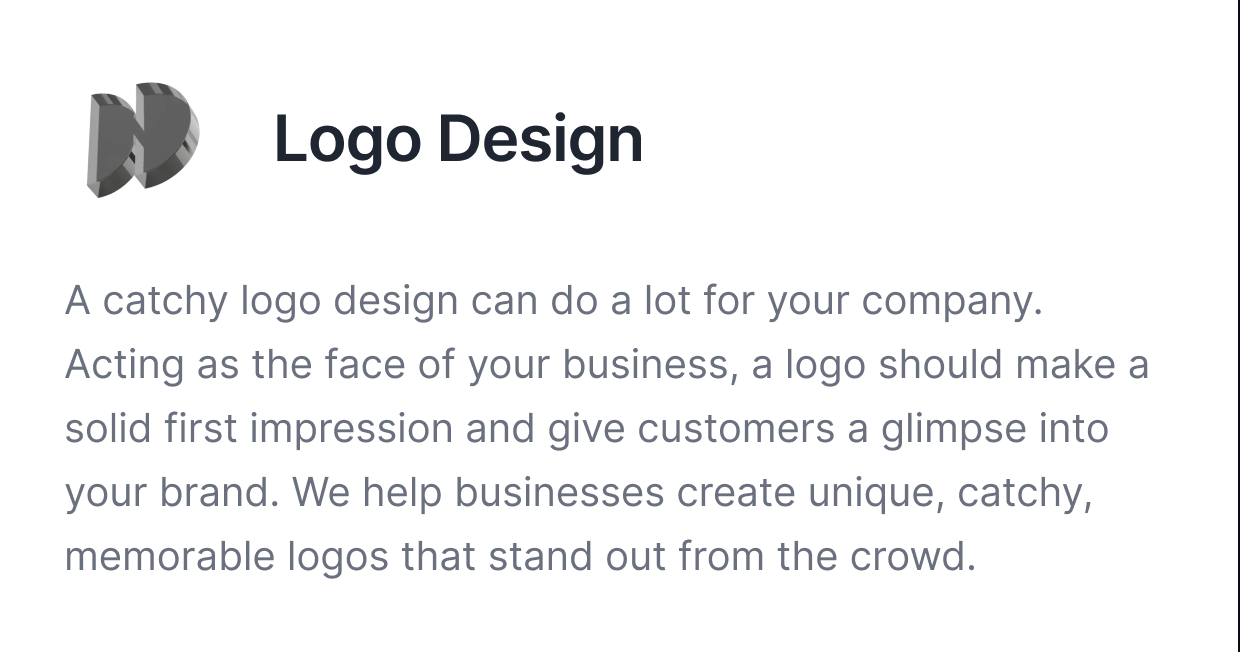 Logo Design
A catchy logo design can do a lot for your company.
Acting as the face of your business, a logo should make a
solid first impression and give customers a glimpse into
your brand. We help businesses create unique, catchy,
memorable logos that stand out from the crowd.